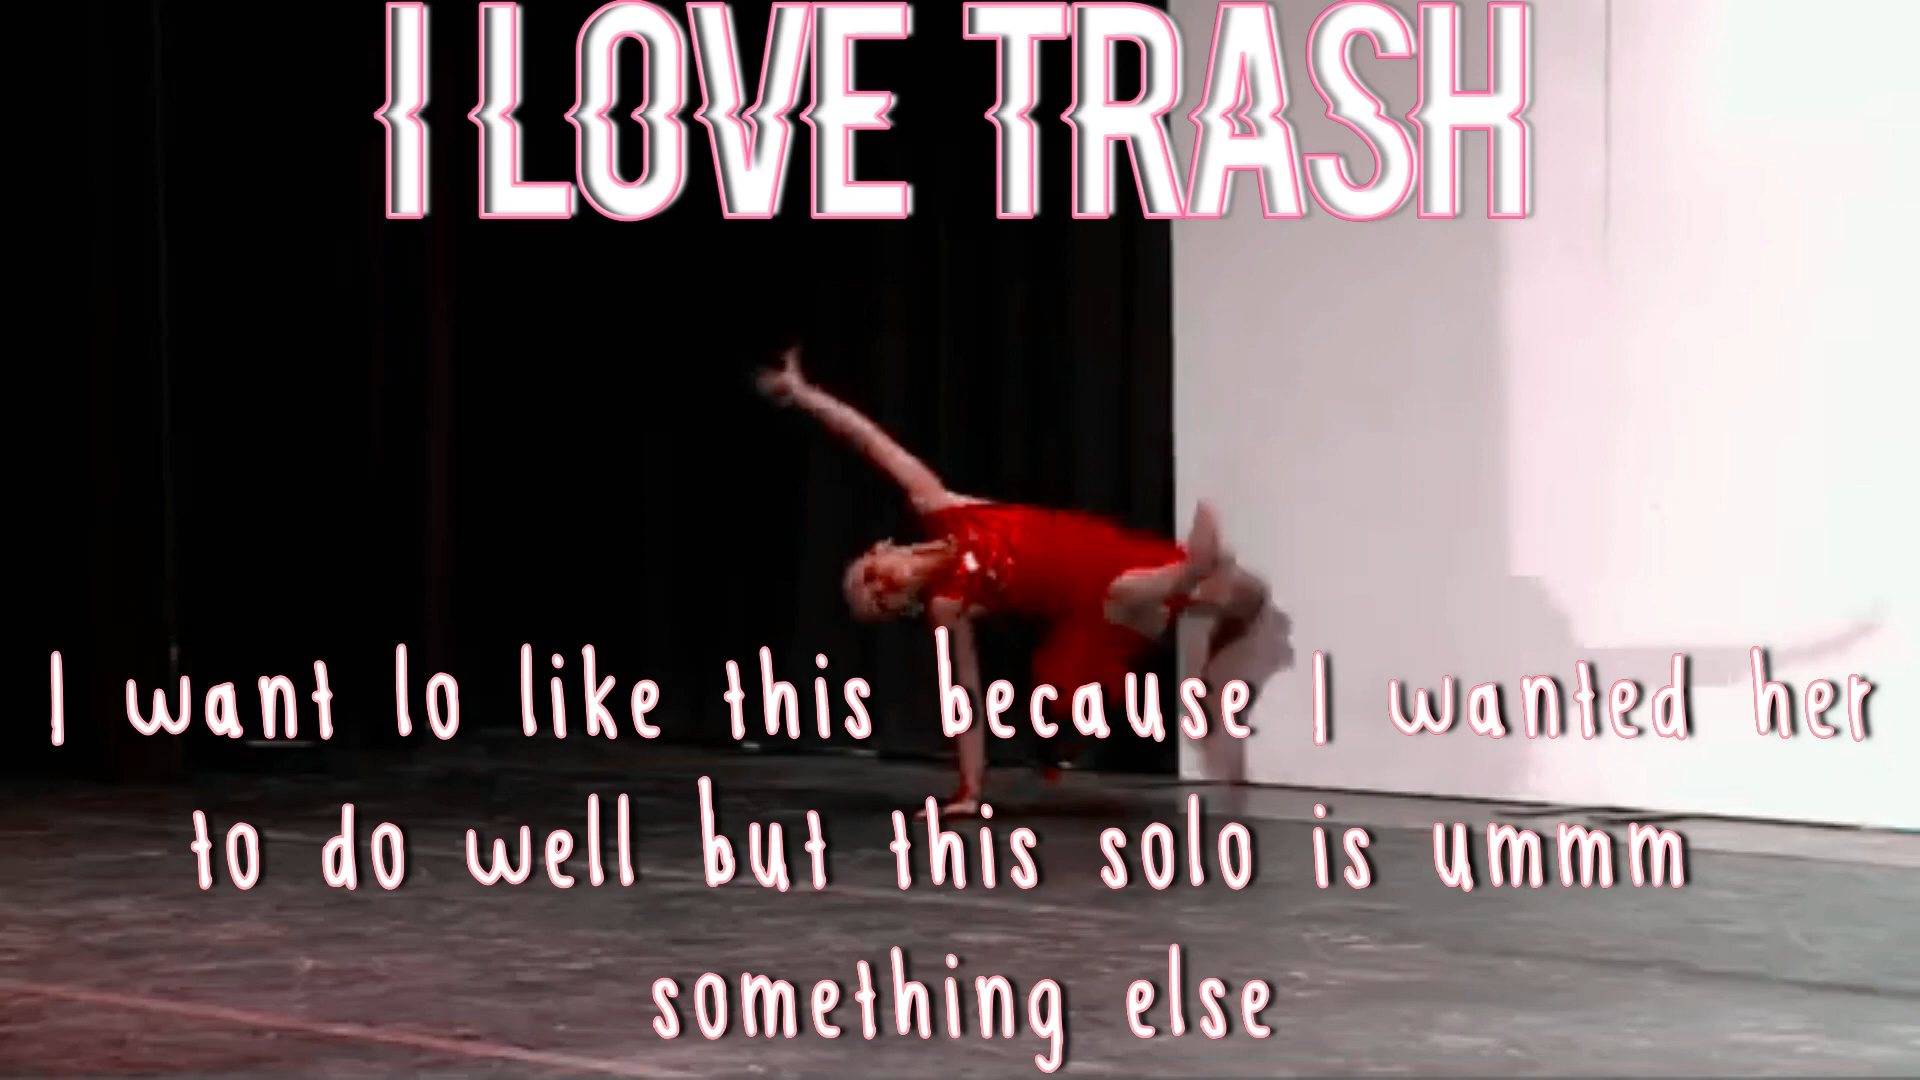 I LOVE TRASH
I want lo like this because I wanted her
to do well but this solo is ummm
something else